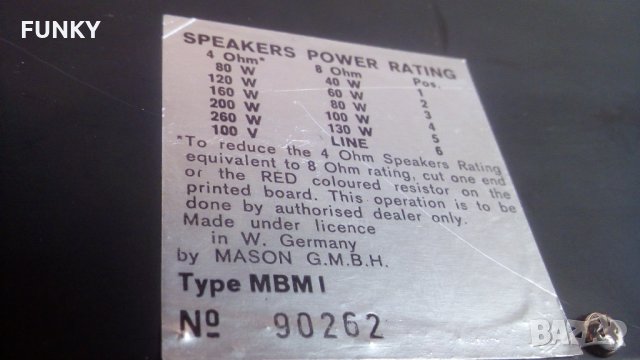 FUNKY
SPEAKERS POWER RATING
4 Ohm* 8 Ohm Pos.
80 W 40 W 1
120 W 60 W 2
160 W 80 W 3
200 W 100 W 4
260 W 130 W 5
100 V LINE 6
*To reduce the 4 Ohm Speakers Rating
equivalent to 8 Ohm rating, cut one end
or the RED coloured resistor on the
printed board. This operation is to be
done by authorised dealer only.
Made under licence
in W. Germany
by MASON G.M.B.H.
Type MBM I
Nº 90262
BAZAR